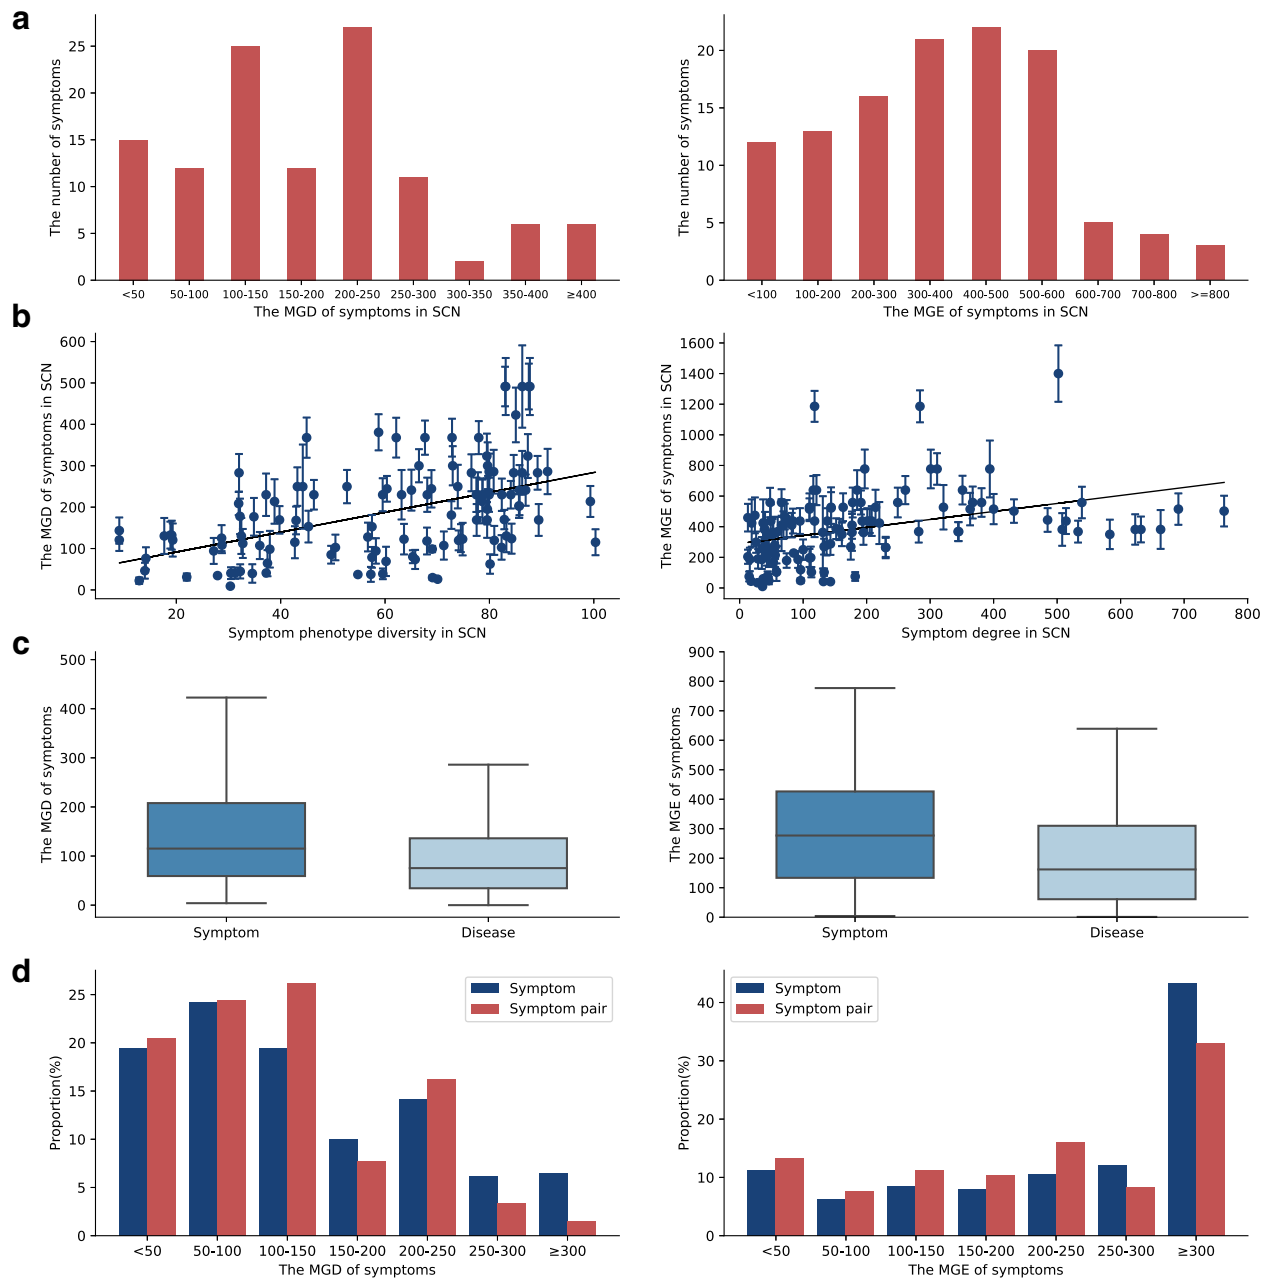 a
The number of symptoms
25
20
15
10
5
0
<50 50-100 100-150 150-200 200-250 250-300 300-350 350-400 ≥400
The MGD of symptoms in SCN
The number of symptoms
20
15
10
5
0
<100 100-200 200-300 300-400 400-500 500-600 600-700 700-800 >=800
The MGE of symptoms in SCN
b
The MGD of symptoms in SCN
600
500
400
300
200
100
0
20 40 60 80 100
Symptom phenotype diversity in SCN
The MGE of symptoms in SCN
1600
1400
1200
1000
800
600
400
200
0
0 100 200 300 400 500 600 700 800
Symptom degree in SCN
c
The MGD of symptoms
500
400
300
200
100
0
Symptom Disease
The MGE of symptoms
900
800
700
600
500
400
300
200
100
0
Symptom Disease
d
Proportion(%)
25
20
15
10
5
0
Symptom
Symptom pair
<50 50-100 100-150 150-200 200-250 250-300 ≥300
The MGD of symptoms
Proportion(%)
40
30
20
10
0
Symptom
Symptom pair
<50 50-100 100-150 150-200 200-250 250-300 ≥300
The MGE of symptoms